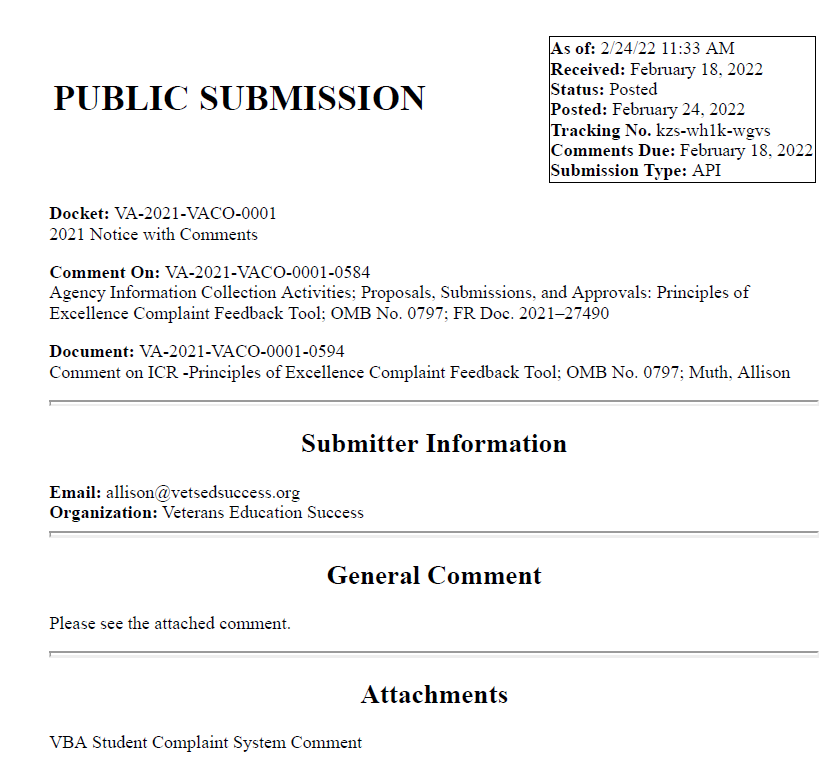 PUBLIC SUBMISSION
As of: 2/24/22 11:33 AM
Received: February 18, 2022
Status: Posted
Posted: February 24, 2022
Tracking No. kzs-wh1k-wgvs
Comments Due: February 18, 2022
Submission Type: API
Docket: VA-2021-VACO-0001
2021 Notice with Comments
Comment On: VA-2021-VACO-0001-0584
Agency Information Collection Activities; Proposals, Submissions, and Approvals: Principles of
Excellence Complaint Feedback Tool; OMB No. 0797; FR Doc. 2021–27490
Document: VA-2021-VACO-0001-0594
Comment on ICR -Principles of Excellence Complaint Feedback Tool; OMB No. 0797; Muth, Allison
Submitter Information
Email: allison@vetsedsuccess.org
Organization: Veterans Education Success
General Comment
Please see the attached comment.
Attachments
VBA Student Complaint System Comment